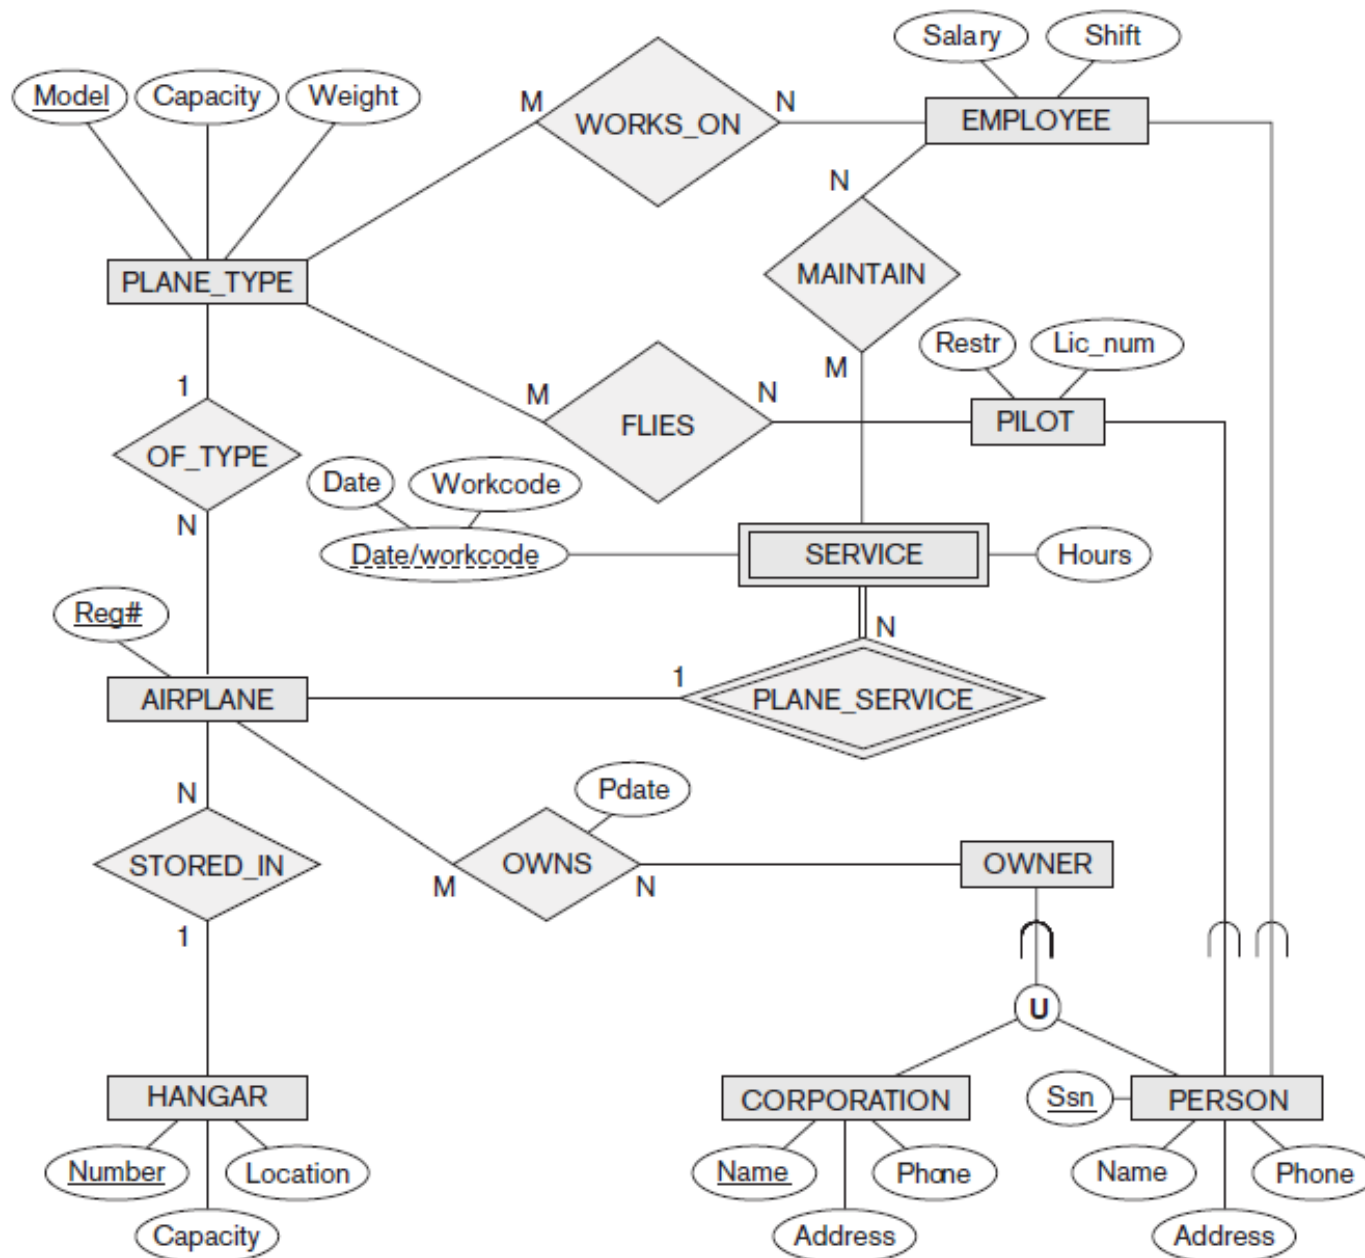 Salary
Shift
Model
Capacity
Weight
M
WORKS_ON
N
EMPLOYEE
N
PLANE_TYPE
MAINTAIN
Restr
Lic_num
M
1
M
N
FLIES
PILOT
OF_TYPE
Date
Workcode
N
Date/workcode
SERVICE
Hours
Reg#
N
1
AIRPLANE
PLANE_SERVICE
N
Pdate
STORED_IN
OWNS
OWNER
M
N
1
U
HANGAR
CORPORATION
Ssn
PERSON
Number
Location
Name
Phone
Name
Phone
Capacity
Address
Address